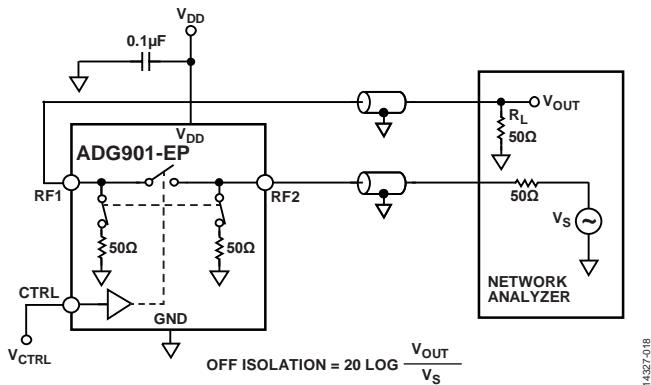 VDD
0.1µF
VDD
ADG901-EP
RF1
RF2
50Ω
50Ω
CTRL
GND
VCTRL
VOUT
RL
50Ω
50Ω
VS
NETWORK
ANALYZER
OFF ISOLATION = 20 LOG VOUT
VS
14327-018